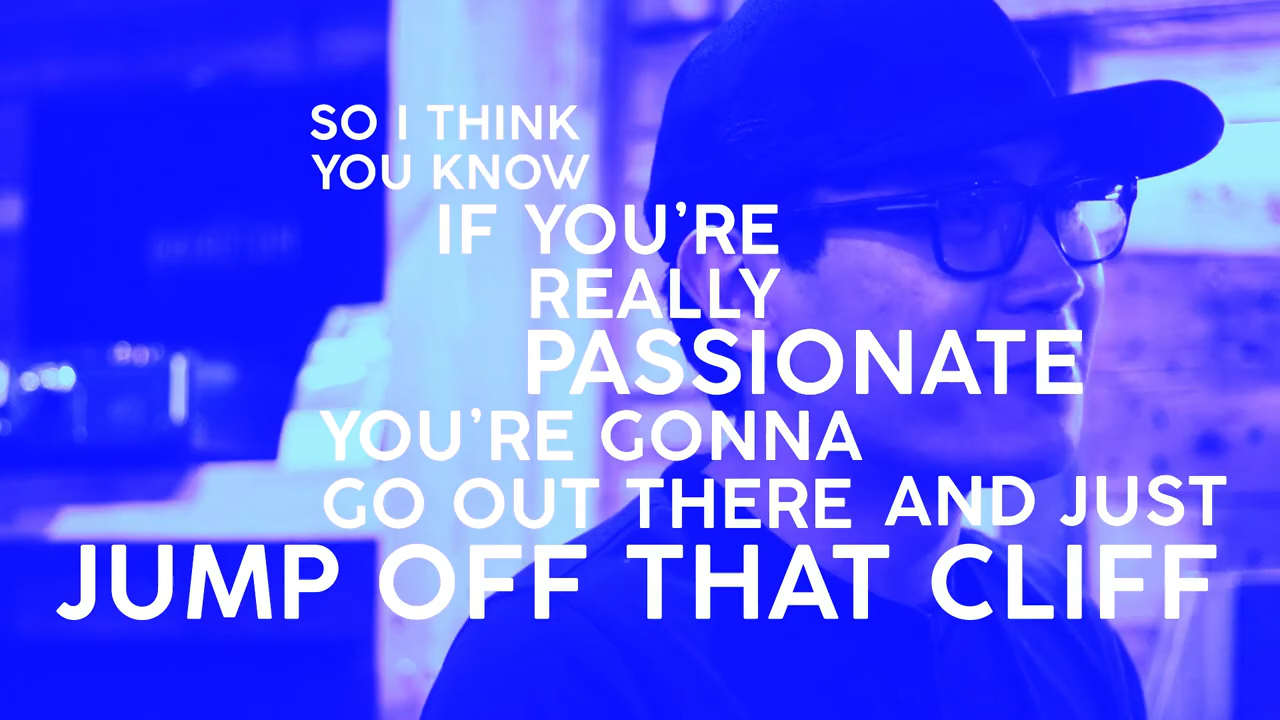 SO I THINK
YOU KNOW
IF YOU'RE
REALLY
PASSIONATE
YOU'RE GONNA
GO OUT THERE AND JUST
JUMP OFF THAT CLIFF